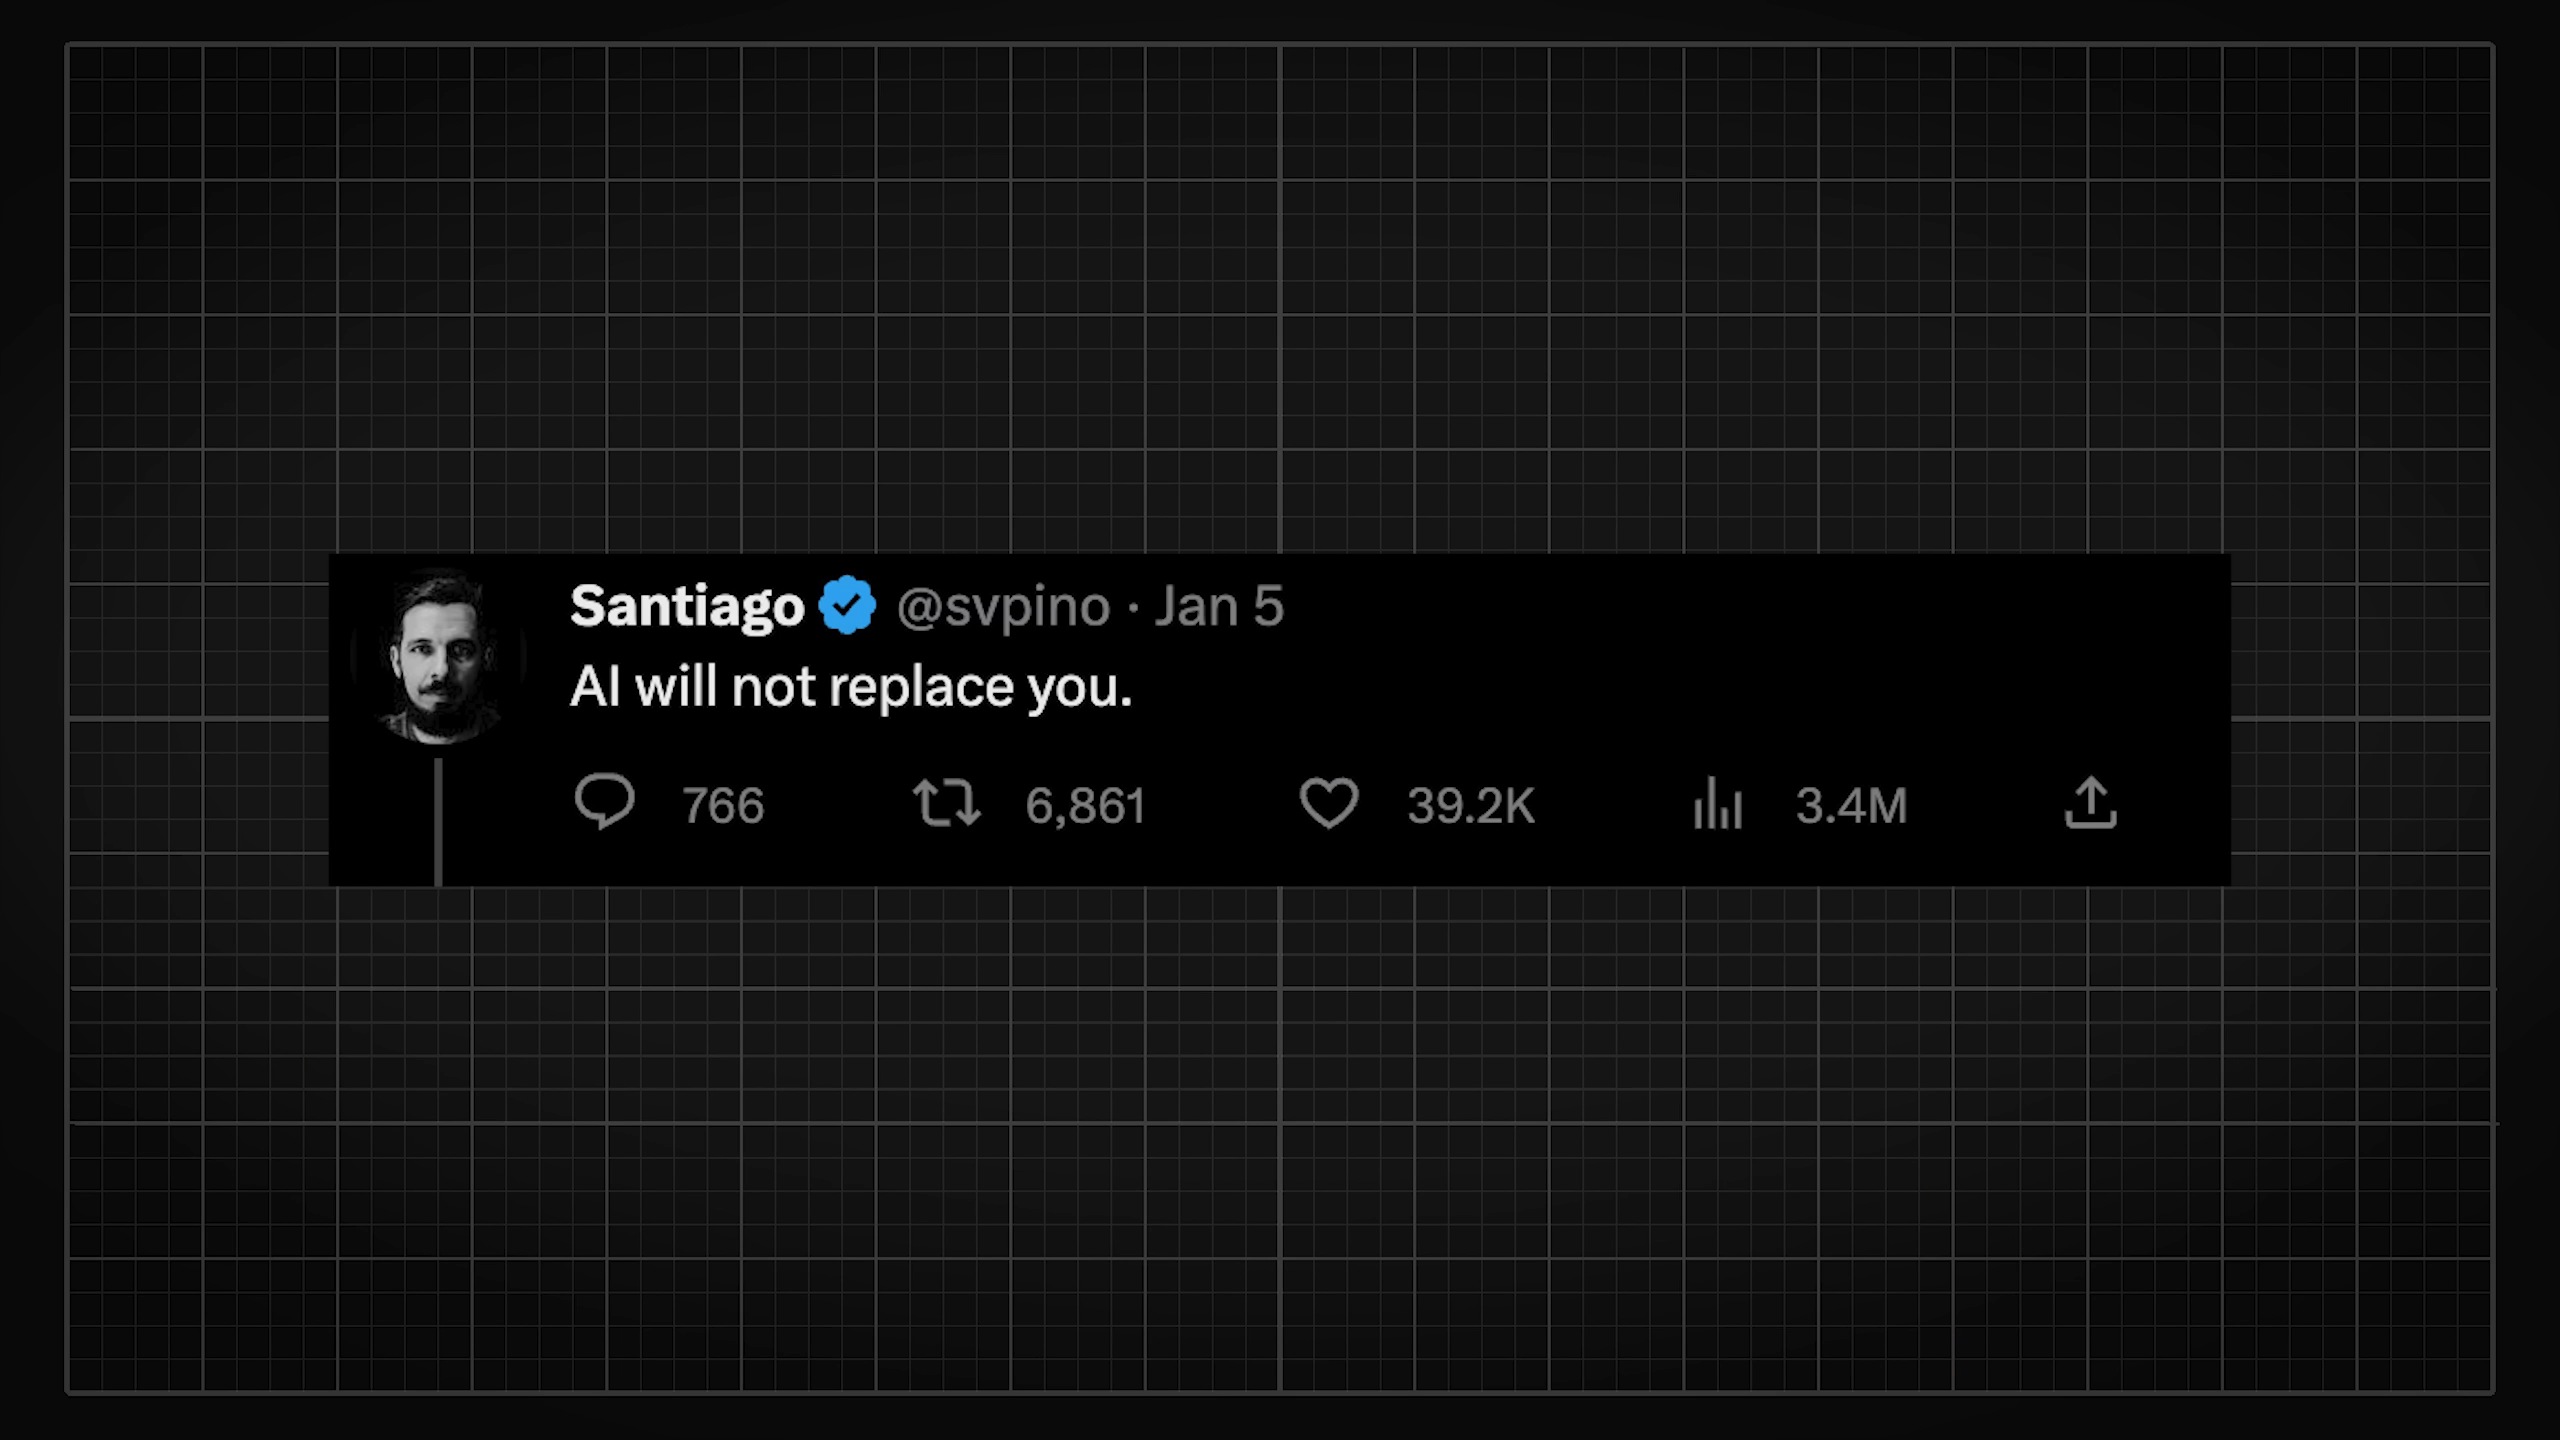 Santiago @svpino · Jan 5
AI will not replace you.
766 6,861 39.2K 3.4M